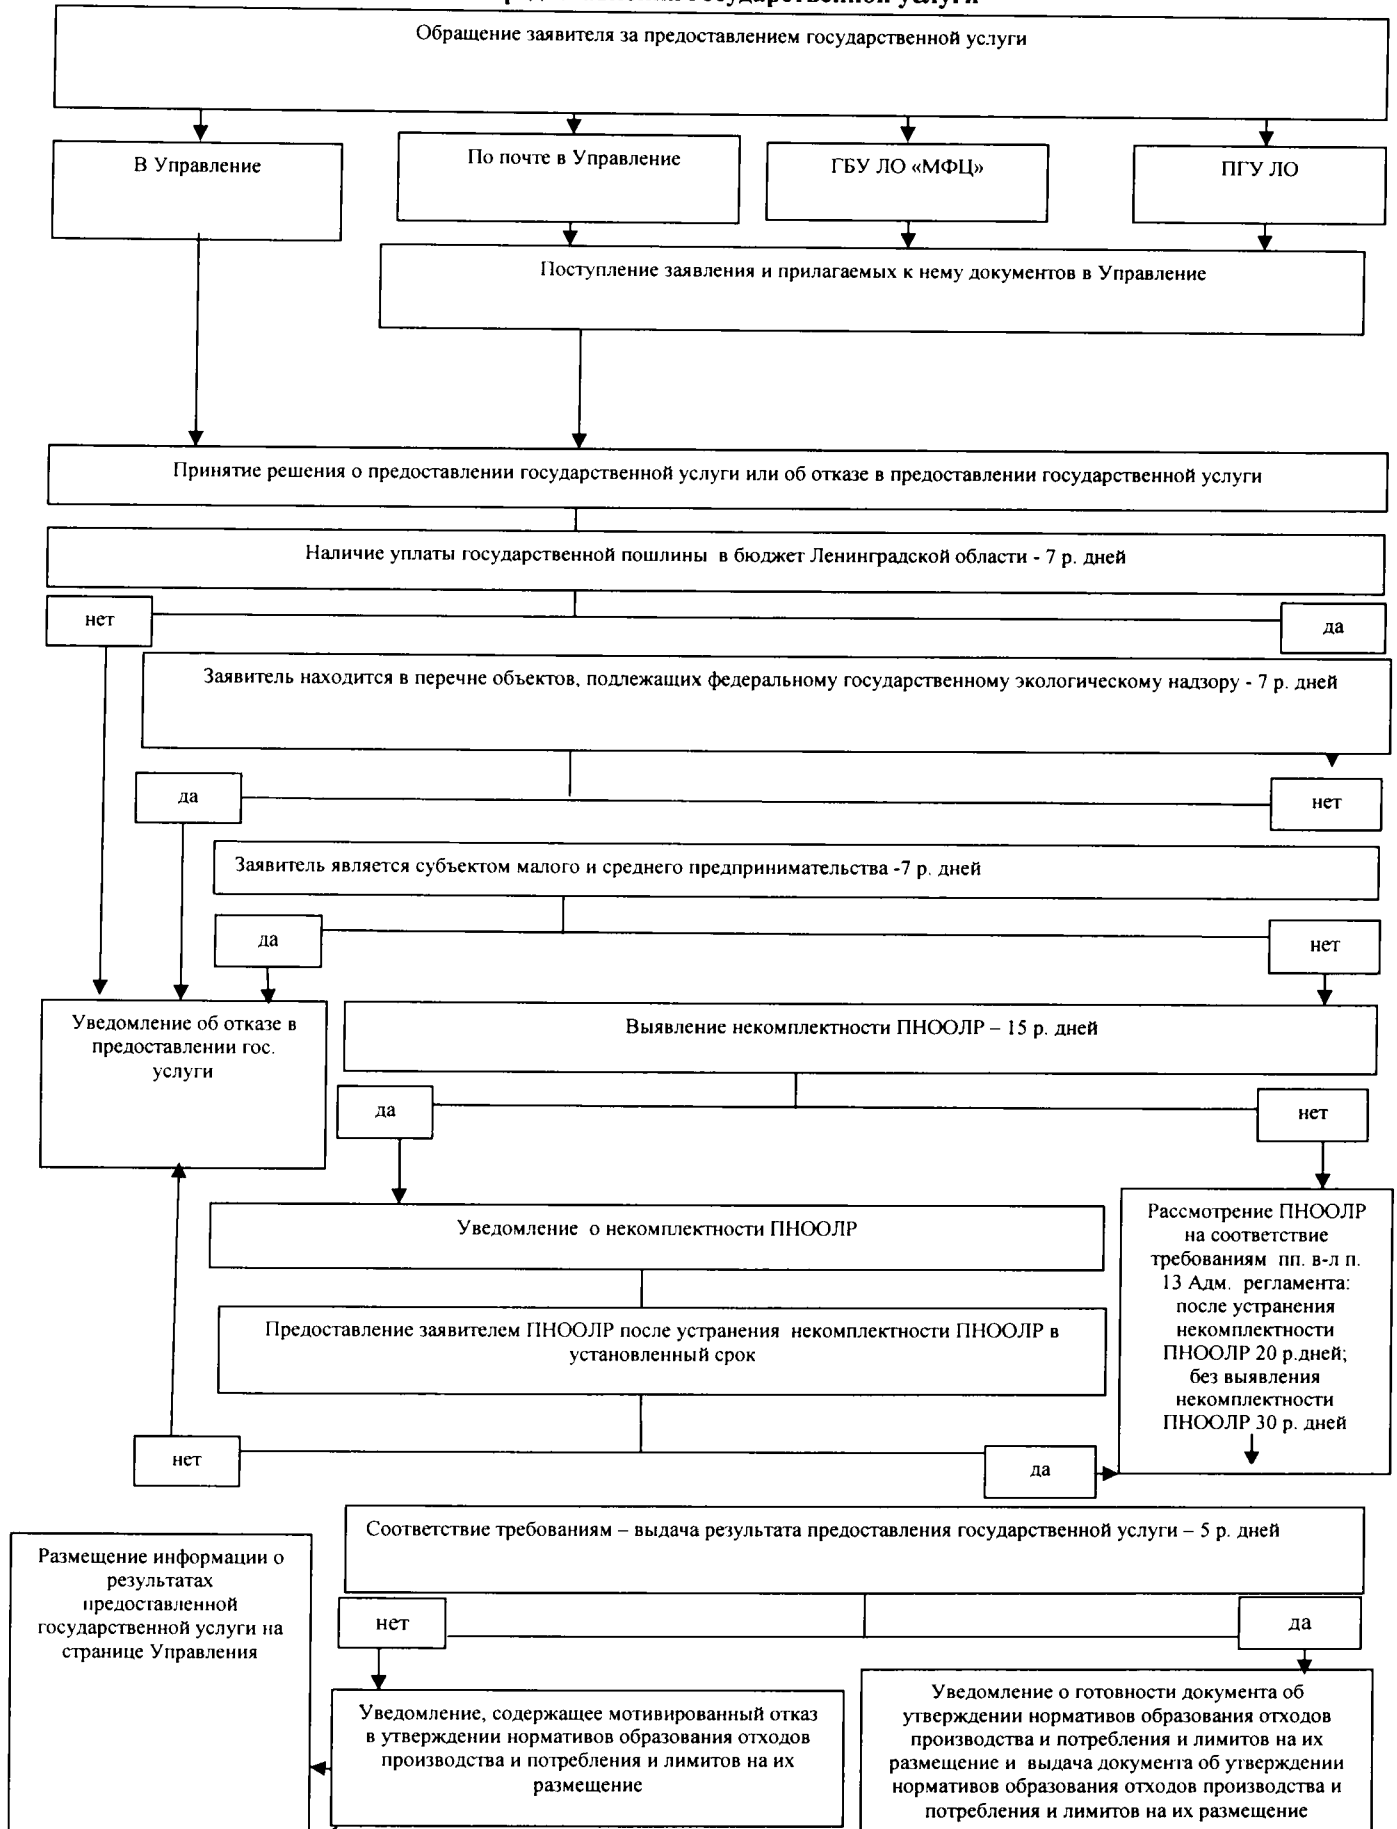 Обращение заявителя за предоставлением государственной услуги
В Управление
По почте в Управление
ГБУ ЛО «МФЦ»
ПГУ ЛО
Поступление заявления и прилагаемых к нему документов в Управление
Принятие решения о предоставлении государственной услуги или об отказе в предоставлении государственной услуги
Наличие уплаты государственной пошлины в бюджет Ленинградской области - 7 р. дней
нет
да
Заявитель находится в перечне объектов, подлежащих федеральному государственному экологическому надзору - 7 р. дней
да
нет
Заявитель является субъектом малого и среднего предпринимательства -7 р. дней
да
нет
Уведомление об отказе в
предоставлении гос.
услуги
Выявление некомплектности ПНООЛР – 15 р. дней
да
нет
Уведомление о некомплектности ПНООЛР
Рассмотрение ПНООЛР
на соответствие
требованиям пп. в-л п.
13 Адм. регламента:
после устранения
некомплектности
ПНООЛР 20 р.дней;
без выявления
некомплектности
ПНООЛР 30 р. дней
Предоставление заявителем ПНООЛР после устранения некомплектности ПНООЛР в
установленный срок
нет
да
Соответствие требованиям – выдача результата предоставления государственной услуги – 5 р. дней
Размещение информации о
результатах
предоставленной
государственной услуги на
странице Управления
нет
да
Уведомление, содержащее мотивированный отказ
в утверждении нормативов образования отходов
производства и потребления и лимитов на их
размещение
Уведомление о готовности документа об
утверждении нормативов образования отходов
производства и потребления и лимитов на их
размещение и выдача документа об утверждении
нормативов образования отходов производства и
потребления и лимитов на их размещение